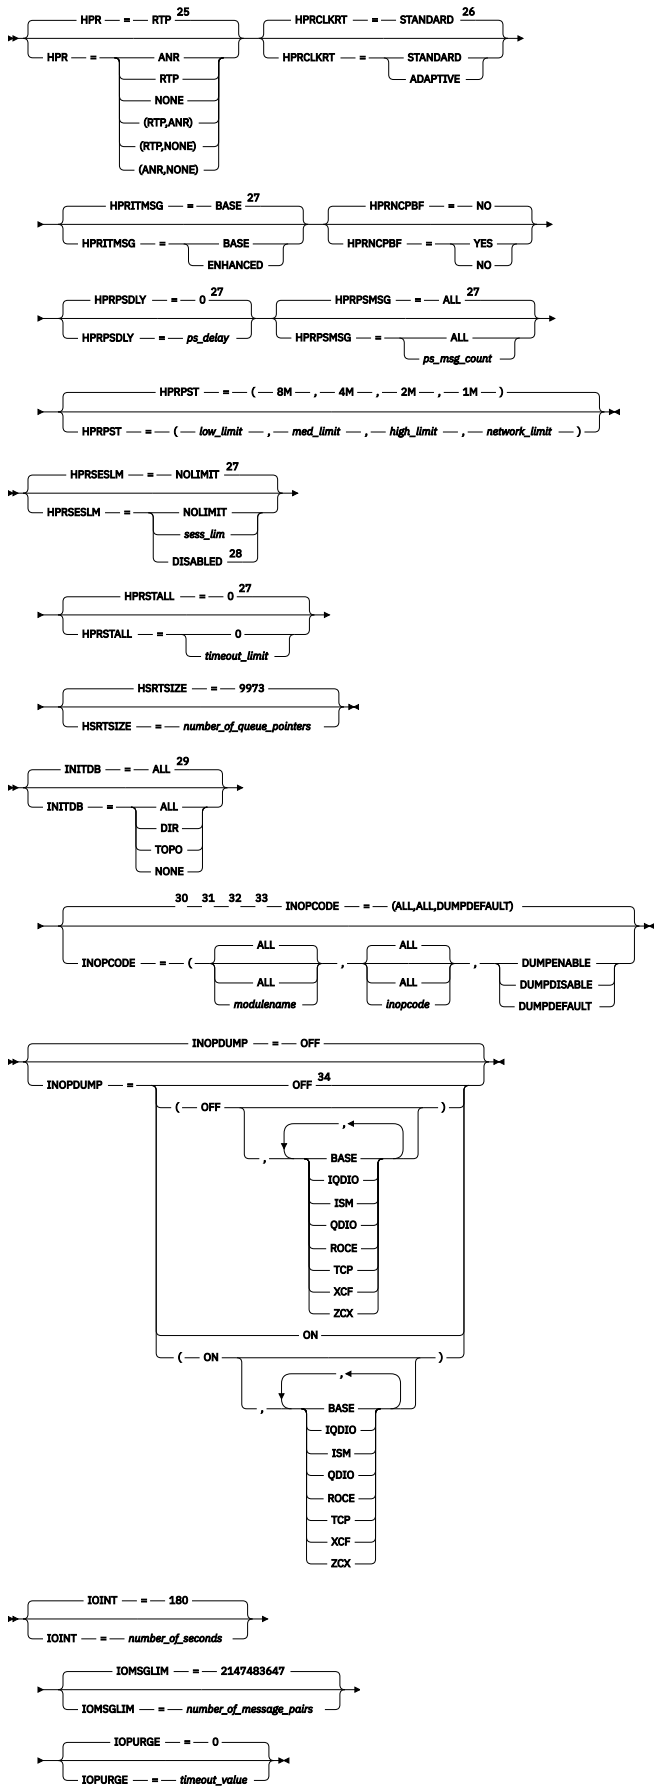 HPR = RTP 25 HPRCLKRT = STANDARD 26
HPR = ANR HPRCLKRT = STANDARD
RTP ADAPTIVE
NONE
(RTP,ANR)
(RTP,NONE)
(ANR,NONE)
HPRITMSG = BASE 27 HPRNCPBF = NO
HPRITMSG = BASE HPRNCPBF = YES
ENHANCED NO
HPRPSDLY = 0 27 HPRPSMSG = ALL 27
HPRPSDLY = ps_delay HPRPSMSG = ALL
ps_msg_count
HPRPST = ( 8M , 4M , 2M , 1M )
HPRPST = ( low_limit , med_limit , high_limit , network_limit )
HPRSESLM = NOLIMIT 27
HPRSESLM = NOLIMIT
sess_lim
DISABLED 28
HPRSTALL = 0 27
HPRSTALL = 0
timeout_limit
HSRTSIZE = 9973
HSRTSIZE = number_of_queue_pointers
INITDB = ALL 29
INITDB = ALL
DIR
TOPO
NONE
30 31 32 33 INOPCODE = (ALL,ALL,DUMPDEFAULT)
ALL ALL
INOPCODE = ( , , DUMPENABLE
ALL ALL DUMPDISABLE
modulename inopcode DUMPDEFAULT
INOPDUMP = OFF
INOPDUMP = OFF 34
( OFF )
,
, BASE
IQDIO
ISM
QDIO
ROCE
TCP
XCF
ZCX
ON
( ON )
,
, BASE
IQDIO
ISM
QDIO
ROCE
TCP
XCF
ZCX
IOINT = 180
IOINT = number_of_seconds
IOMSGLIM = 2147483647
IOMSGLIM = number_of_message_pairs
IOPURGE = 0
IOPURGE = timeout_value